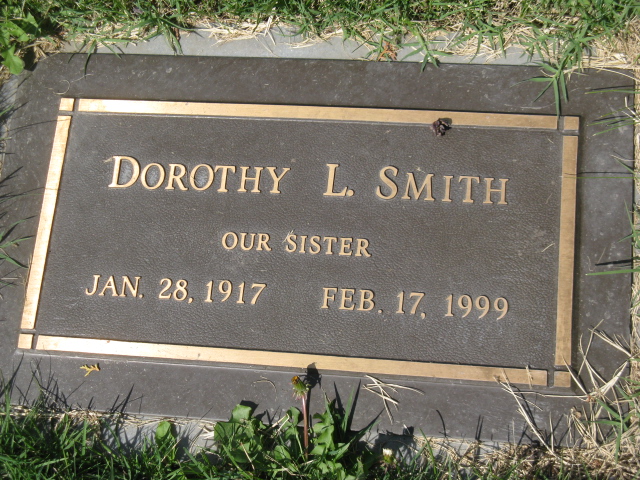 DOROTHY L. SMITH
OUR SISTER
JAN. 28, 1917 FEB. 17, 1999